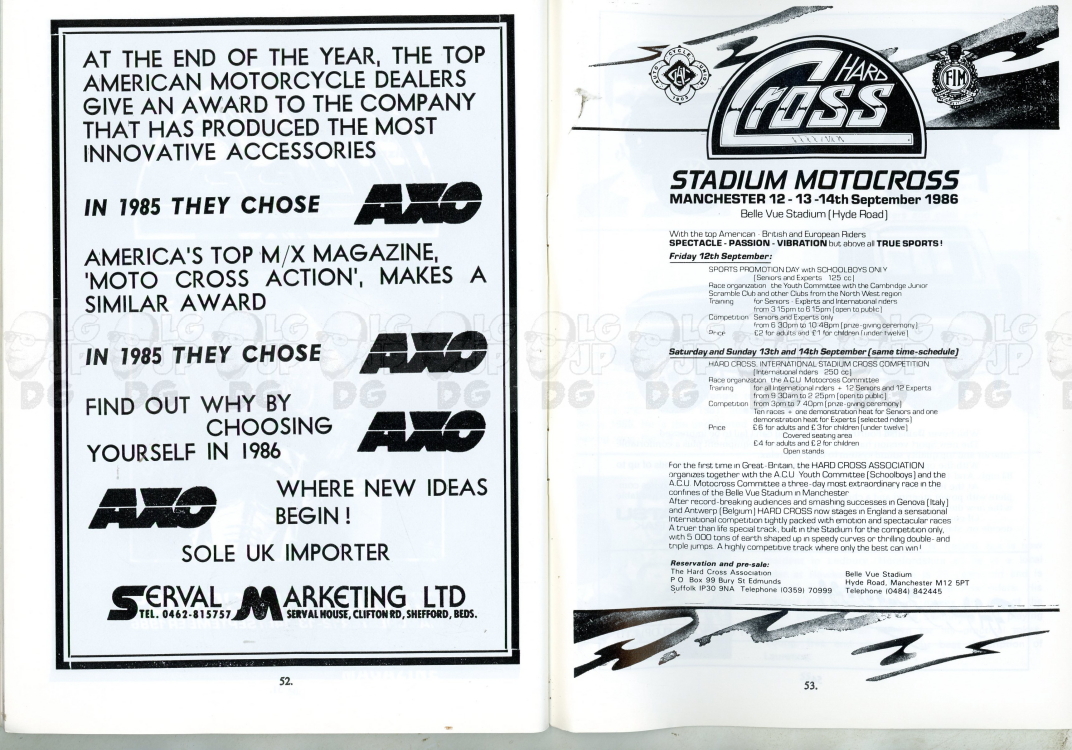 AT THE END OF THE YEAR, THE TOP
AMERICAN MOTORCYCLE DEALERS
GIVE AN AWARD TO THE COMPANY
THAT HAS PRODUCED THE MOST
INNOVATIVE ACCESSORIES
IN 1985 THEY CHOSE AXO
AMERICA'S TOP M/X MAGAZINE,
'MOTO CROSS ACTION', MAKES A
SIMILAR AWARD
IN 1985 THEY CHOSE AXO
FIND OUT WHY BY
CHOOSING
YOURSELF IN 1986 AXO
AXO WHERE NEW IDEAS
BEGIN!
SOLE UK IMPORTER
SERVAL MARKETING LTD
TEL. 0462-815757 SERVAL HOUSE, CLIFTON RD, SHEFFORD, BEDS.
52.
AUTO CYCLE UNION
1903
FIM
HARD
CROSS
STADIUM MOTOCROSS
MANCHESTER 12 - 13 - 14th September 1986
Belle Vue Stadium (Hyde Road)
With the top American - British and European Riders
SPECTACLE - PASSION - VIBRATION but above all TRUE SPORTS!
Friday 12th September:
SPORTS PROMOTION DAY with SCHOOLBOYS ONLY
(Seniors and Experts 125 cc)
Race organization the Youth Committee with the Cambridge Junior
Scramble Club and other Clubs from the North West region
Training for Seniors - Experts and International riders
from 3 15pm to 6 15pm (open to public)
Competition Seniors and Experts only
from 6 30pm to 10 48pm (prize-giving ceremony)
Price £2 for adults and £1 for children (under twelve)
Saturday and Sunday 13th and 14th September (same time-schedule)
HARD CROSS, INTERNATIONAL STADIUM CROSS COMPETITION
(International riders 250 cc)
Race organization the A.C.U. Motocross Committee
Training for all International riders + 12 Seniors and 12 Experts
from 9 30am to 2 25pm (open to public)
Competition from 3pm to 7 40pm (prize-giving ceremony)
Ten races + one demonstration heat for Seniors and one
demonstration heat for Experts (selected riders)
Price £6 for adults and £3 for children (under twelve)
Covered seating area
£4 for adults and £2 for children
Open stands
For the first time in Great-Britain, the HARD CROSS ASSOCIATION
organizes together with the A.C.U Youth Committee (Schoolboys) and the
A.C.U. Motocross Committee a three-day most extraordinary race in the
confines of the Belle Vue Stadium in Manchester
After record-breaking audiences and smashing successes in Genova (Italy)
and Antwerp (Belgium) HARD CROSS now stages in England a sensational
International competition tightly packed with emotion and spectacular races
A truer than life special track, built in the Stadium for the competition only,
with 5 000 tons of earth shaped up in speedy curves or thrilling double- and
triple jumps. A highly competitive track where only the best can win!
Reservation and pre-sale:
The Hard Cross Association
P O Box 99 Bury St Edmunds
Suffolk IP30 9NA Telephone (0359) 70999
Belle Vue Stadium
Hyde Road, Manchester M12 5PT
Telephone (0484) 842445
53.